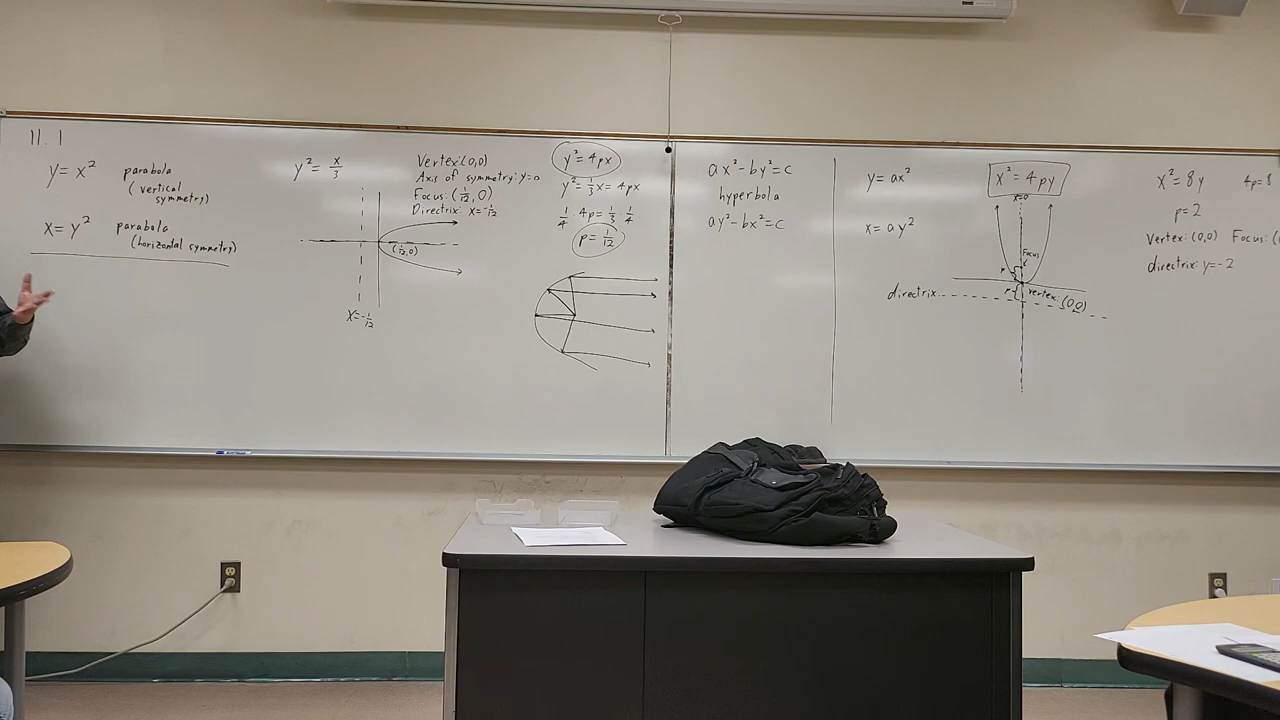 11.1
y = x² parabola
(vertical
symmetry)
x = y² parabola
(horizontal symmetry)
y² = x/3
Vertex: (0,0)
Axis of symmetry: y=0
Focus: (1/12, 0)
Directrix: x=-1/12
(1/12, 0)
x=-1/12
y² = 4px
y² = 1/3 x = 4px
1/4 · 4p = 1/3 · 1/4
p = 1/12
ax² - by² = c
hyperbola
ay² - bx² = c
y = ax²
x = ay²
x² = 4py
x=0
Focus
P
P
directrix
vertex: (0,0)
x² = 8y 4p=8
p=2
Vertex: (0,0) Focus: (
directrix: y=-2